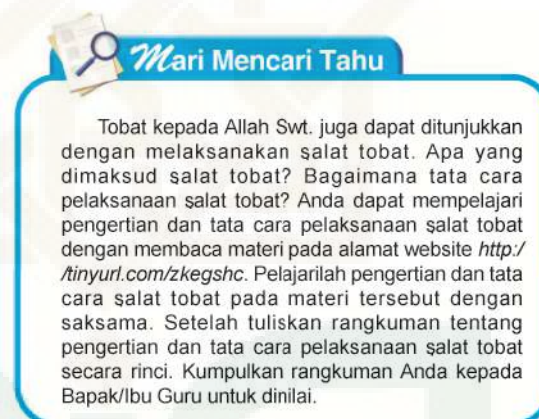 Mari Mencari Tahu
Tobat kepada Allah Swt. juga dapat ditunjukkan
dengan melaksanakan ṣalat tobat. Apa yang
dimaksud ṣalat tobat? Bagaimana tata cara
pelaksanaan ṣalat tobat? Anda dapat mempelajari
pengertian dan tata cara pelaksanaan ṣalat tobat
dengan membaca materi pada alamat website http:/
/tinyurl.com/zkegshc. Pelajarilah pengertian dan tata
cara ṣalat tobat pada materi tersebut dengan
saksama. Setelah tuliskan rangkuman tentang
pengertian dan tata cara pelaksanaan ṣalat tobat
secara rinci. Kumpulkan rangkuman Anda kepada
Bapak/Ibu Guru untuk dinilai.